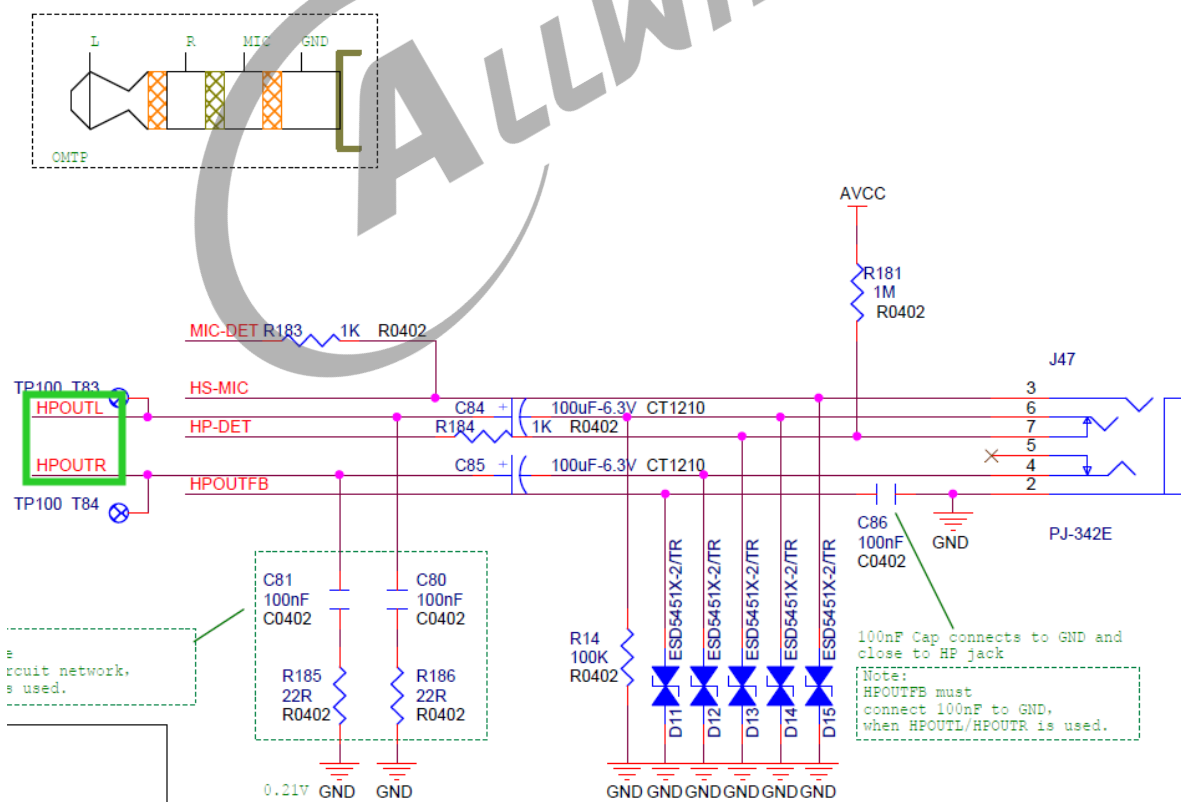 ALLWI
L R MIC GND
OMTP
AVCC
R181
1M
R0402
MIC-DET R183 1K R0402
J47
TP100 T83
HS-MIC
3
HPOUTL
C84 + 100uF-6.3V CT1210
6
HP-DET
R184 1K R0402
7
5
HPOUTR
C85 + 100uF-6.3V CT1210
4
HPOUTFB
2
TP100 T84
C86
100nF
C0402
GND
PJ-342E
C81
100nF
C0402
C80
100nF
C0402
ESD5451X-2/TR
ESD5451X-2/TR
ESD5451X-2/TR
ESD5451X-2/TR
ESD5451X-2/TR
R14
100K
R0402
100nF Cap connects to GND and
close to HP jack
Note:
HPOUTFB must
connect 100nF to GND,
when HPOUTL/HPOUTR is used.
e
rcuit network,
s used.
R185
22R
R0402
R186
22R
R0402
D11
D12
D13
D14
D15
0.21V GND GND
GND GND GND GND GND GND